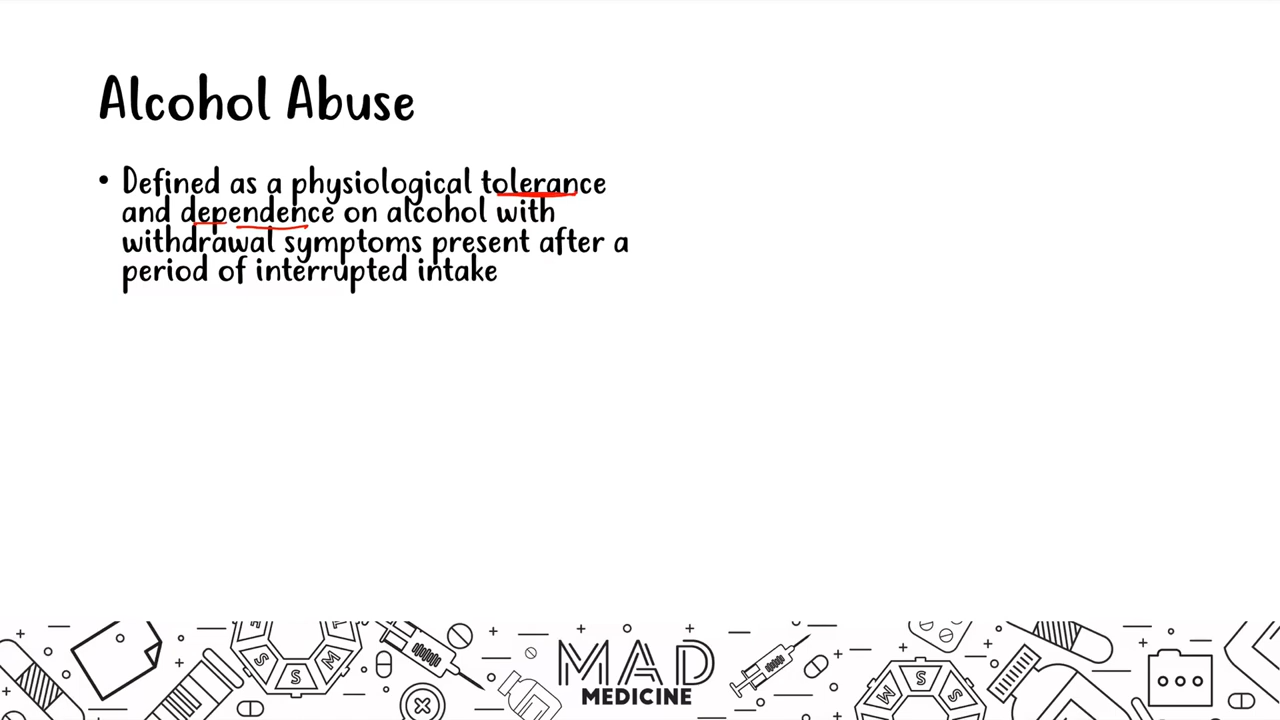 Alcohol Abuse
• Defined as a physiological tolerance
and dependence on alcohol with
withdrawal symptoms present after a
period of interrupted intake
S
S
M
MAD
MEDICINE
M
S
S